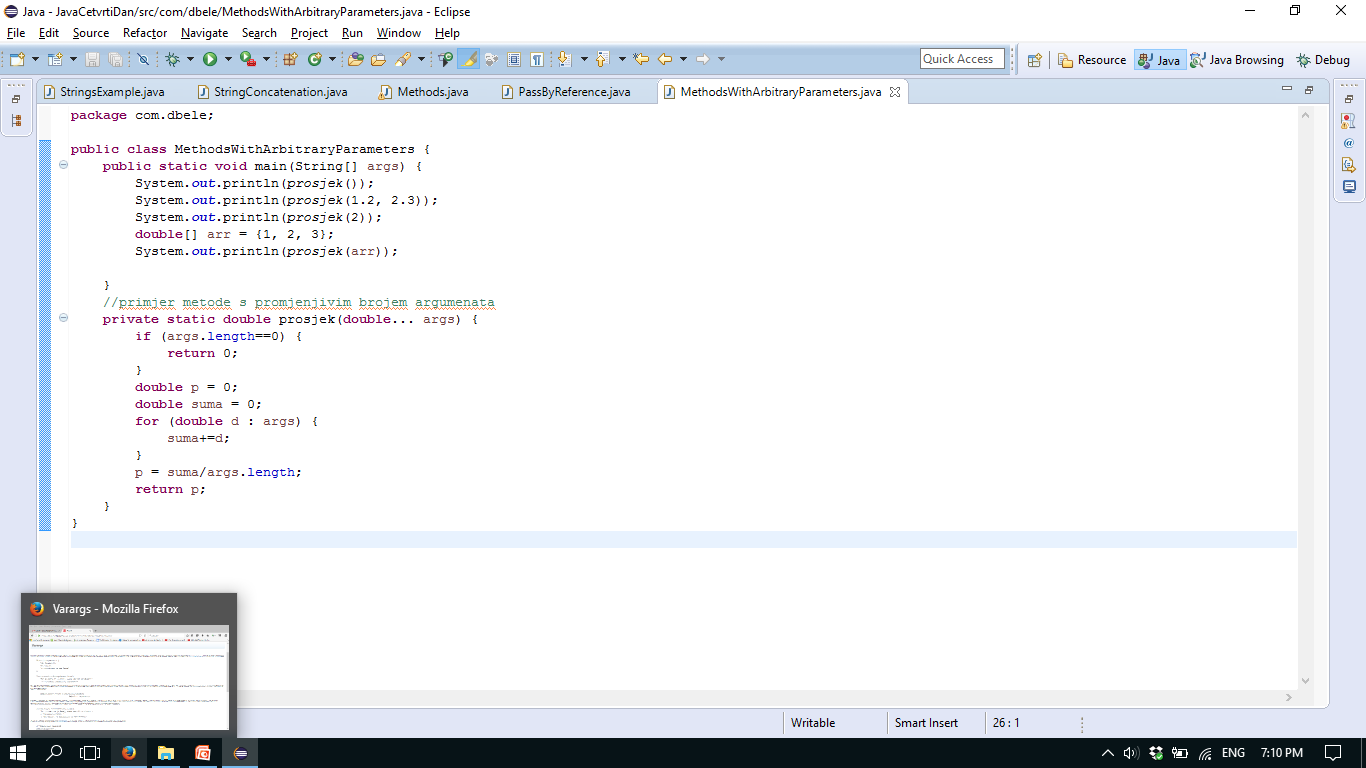 Java - JavaCetvrtiDan/src/com/dbele/MethodsWithArbitraryParameters.java - Eclipse
File Edit Source Refactor Navigate Search Project Run Window Help
Quick Access Resource Java Java Browsing Debug
StringsExample.java StringConcatenation.java Methods.java PassByReference.java MethodsWithArbitraryParameters.java
package com.dbele;
public class MethodsWithArbitraryParameters {
public static void main(String[] args) {
System.out.println(prosjek());
System.out.println(prosjek(1.2, 2.3));
System.out.println(prosjek(2));
double[] arr = {1, 2, 3};
System.out.println(prosjek(arr));
}
//primjer metode s promjenjivim brojem argumenata
private static double prosjek(double... args) {
if (args.length==0) {
return 0;
}
double p = 0;
double suma = 0;
for (double d : args) {
suma+=d;
}
p = suma/args.length;
return p;
}
}
Varargs - Mozilla Firefox
Writable Smart Insert 26 : 1
ENG 7:10 PM